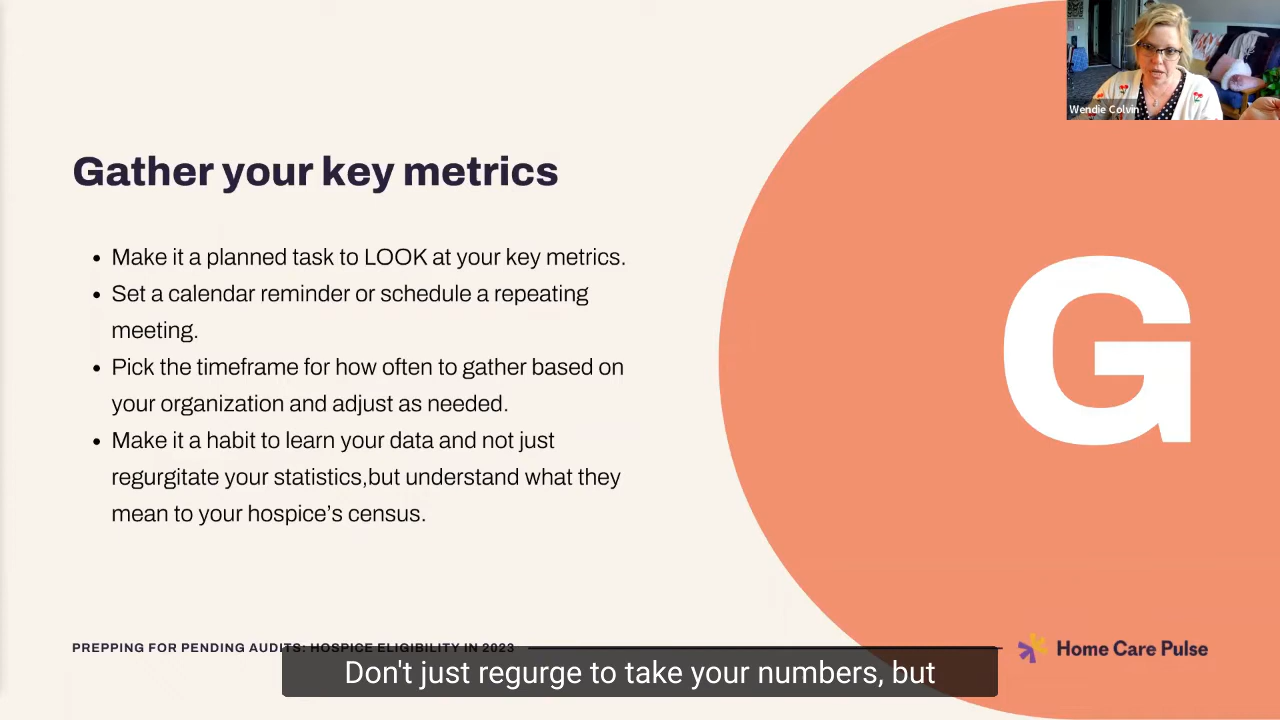 Wendie Colvin
Gather your key metrics
• Make it a planned task to LOOK at your key metrics.
• Set a calendar reminder or schedule a repeating
meeting.
• Pick the timeframe for how often to gather based on
your organization and adjust as needed.
• Make it a habit to learn your data and not just
regurgitate your statistics,but understand what they
mean to your hospice’s census.
G
PREPPING FOR PENDING AUDITS: HOSPICE ELIGIBILITY IN 2023
Home Care Pulse
Don't just regurge to take your numbers, but